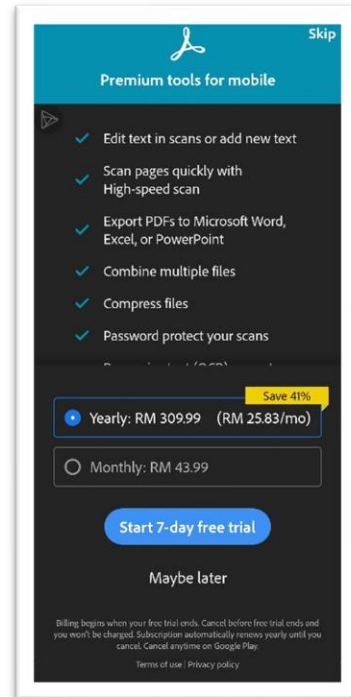 Skip
Premium tools for mobile
Edit text in scans or add new text
Scan pages quickly with
High-speed scan
Export PDFs to Microsoft Word,
Excel, or PowerPoint
Combine multiple files
Compress files
Password protect your scans
Save 41%
Yearly: RM 309.99 (RM 25.83/mo)
Monthly: RM 43.99
Start 7-day free trial
Maybe later
Billing begins when your free trial ends. Cancel before free trial ends and
you won't be charged. Subscription automatically renews yearly until you
cancel. Cancel anytime on Google Play.
Terms of use | Privacy policy